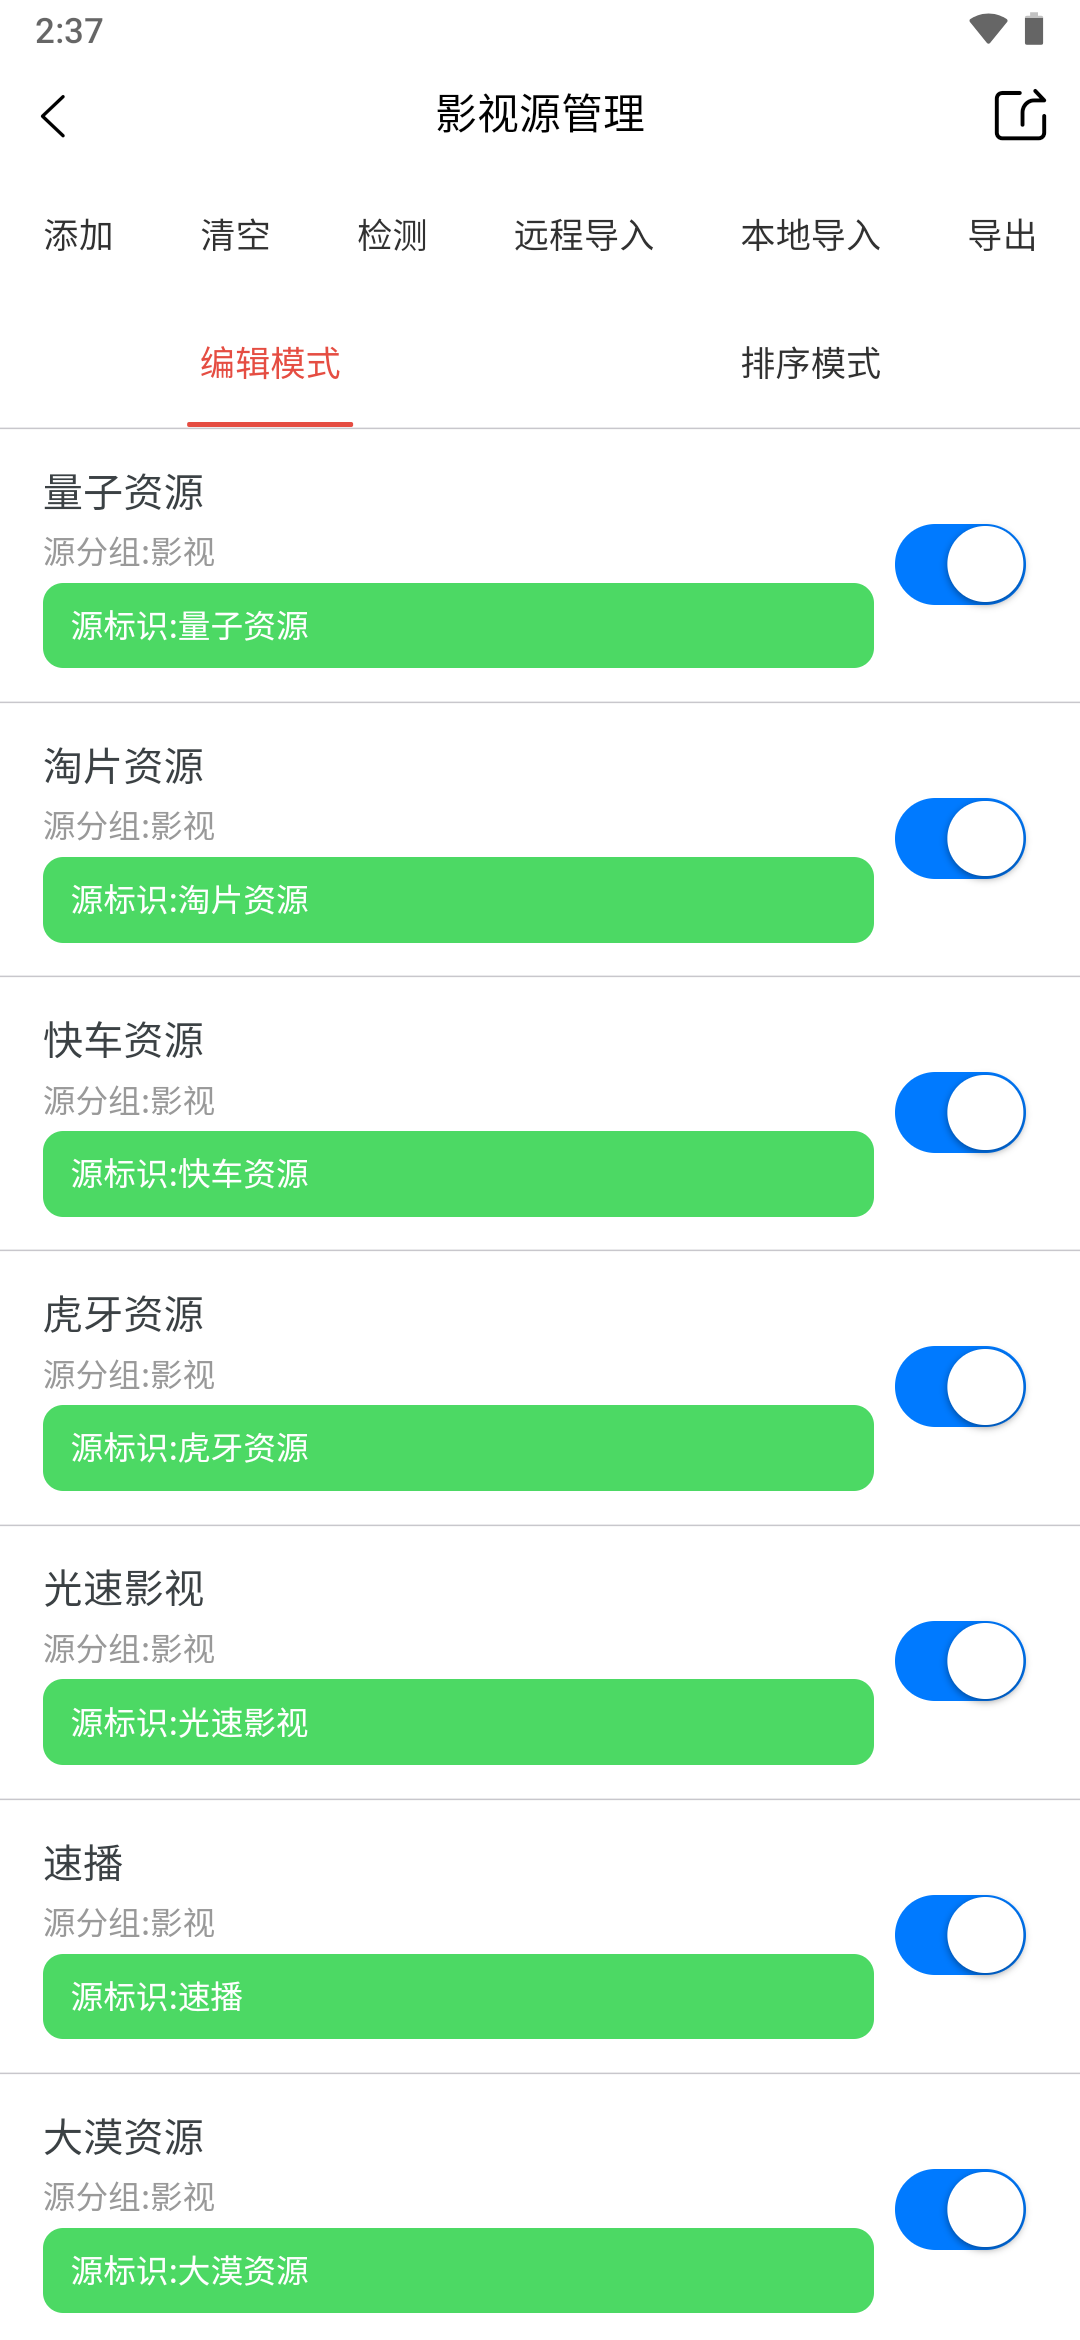 2:37
影视源管理
添加 清空 检测 远程导入 本地导入 导出
编辑模式 排序模式
量子资源
源分组:影视
源标识:量子资源
淘片资源
源分组:影视
源标识:淘片资源
快车资源
源分组:影视
源标识:快车资源
虎牙资源
源分组:影视
源标识:虎牙资源
光速影视
源分组:影视
源标识:光速影视
速播
源分组:影视
源标识:速播
大漠资源
源分组:影视
源标识:大漠资源